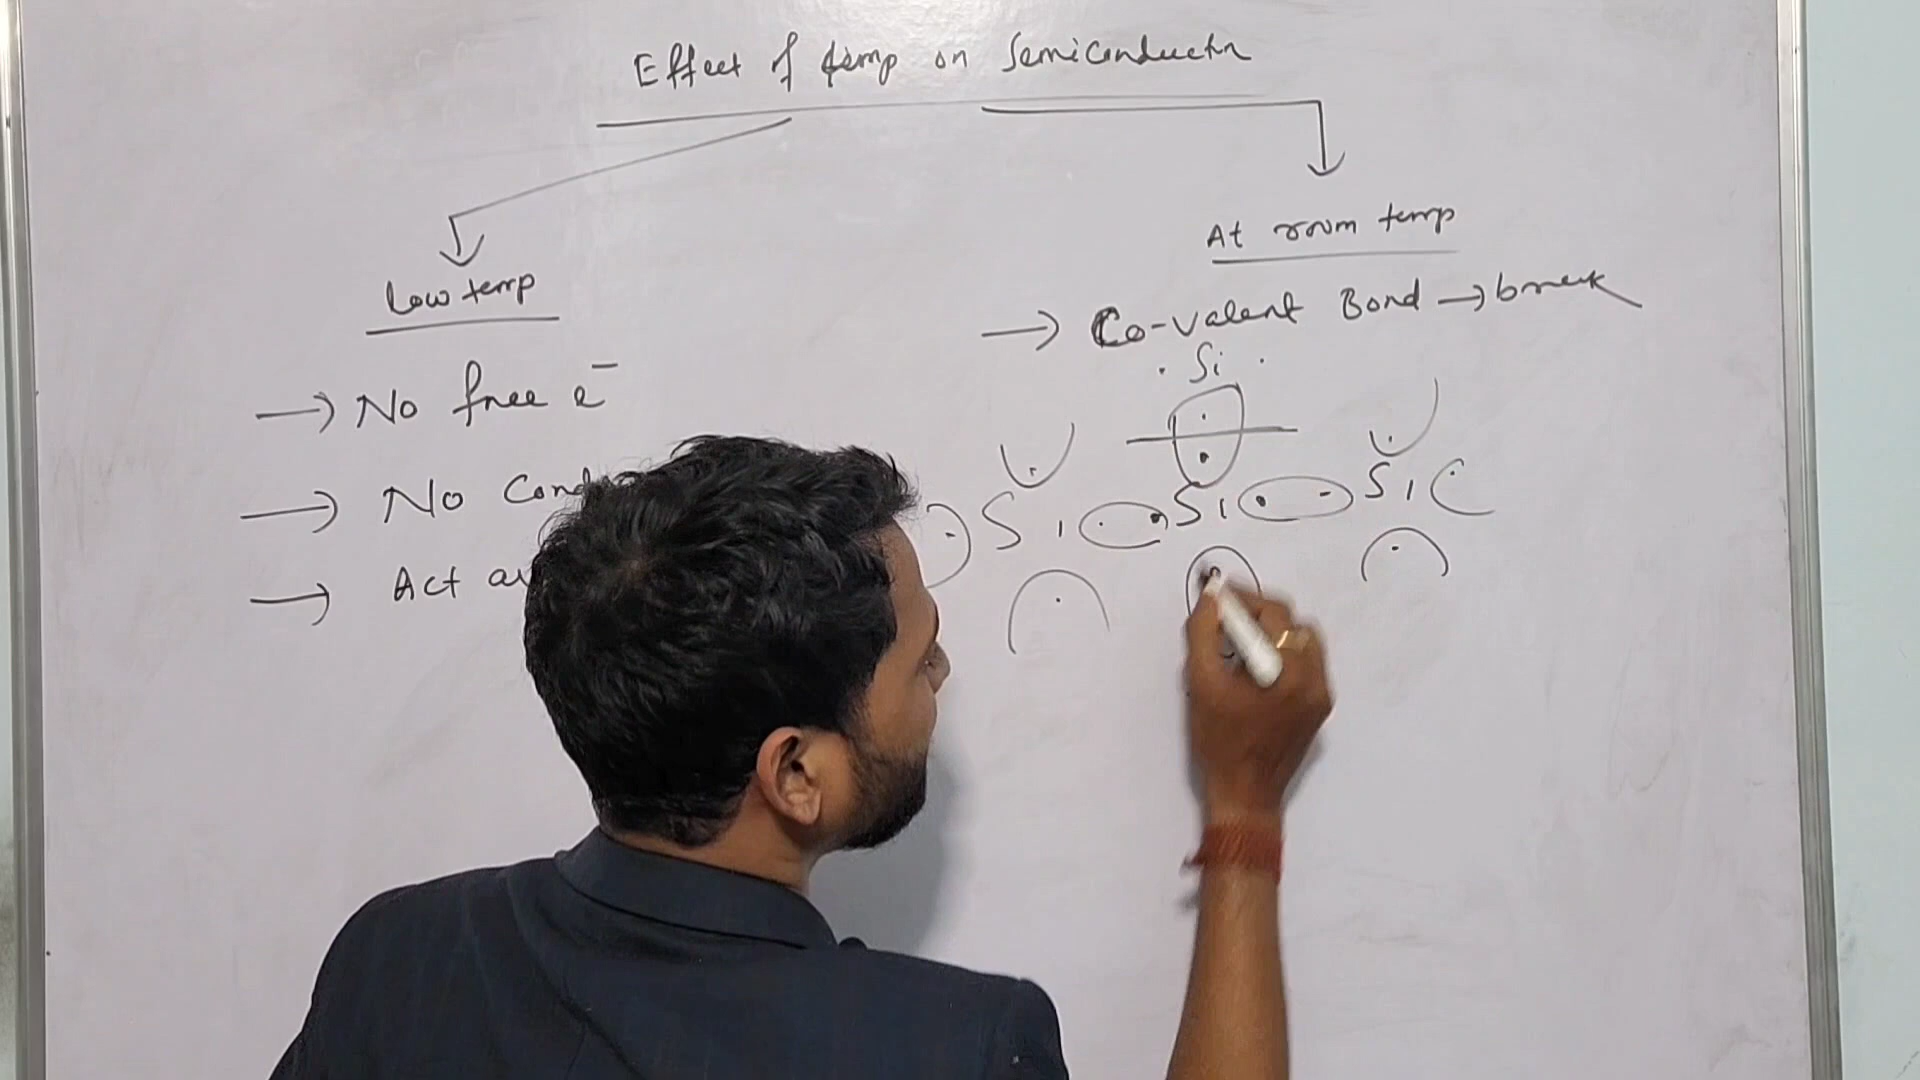 Effect of temp on Semiconductor
Low temp
→ No free e⁻
→ No
→ Act
At room temp
→ Co-valent Bond → break
Si
Si Si Si